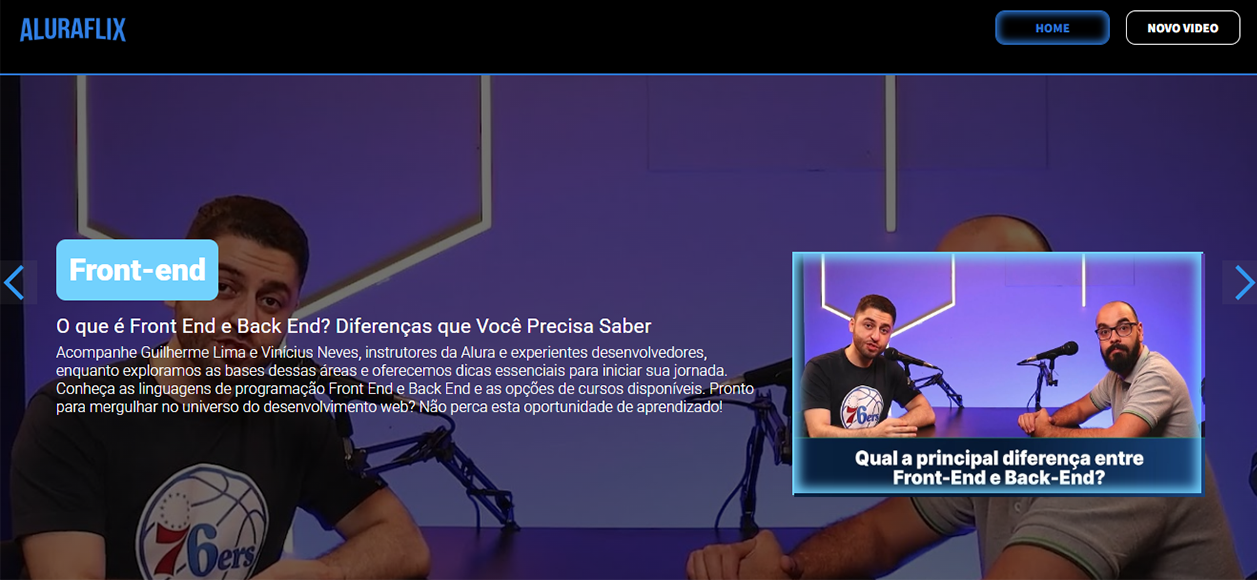 ALURAFLIX
HOME
NOVO VIDEO
Front-end
O que é Front End e Back End? Diferenças que Você Precisa Saber
Acompanhe Guilherme Lima e Vinícius Neves, instrutores da Alura e experientes desenvolvedores,
enquanto exploramos as bases dessas áreas e oferecemos dicas essenciais para iniciar sua jornada.
Conheça as linguagens de programação Front End e Back End e as opções de cursos disponíveis. Pronto
para mergulhar no universo do desenvolvimento web? Não perca esta oportunidade de aprendizado!
76ers
Qual a principal diferença entre
Front-End e Back-End?
76ers